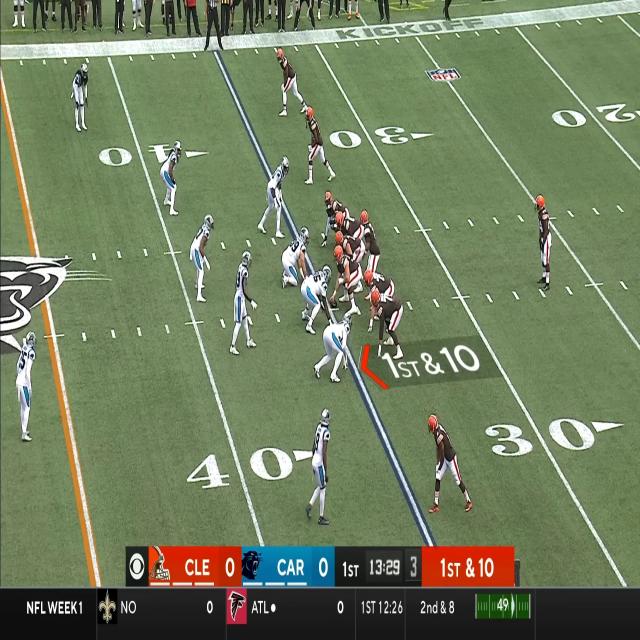 KICKOFF
NFL
20
30
40
1ST & 10
40
30
CLE 0 CAR 0 1ST 13:29 3 1ST & 10
NFL WEEK 1 NO 0 ATL 0 1ST 12:26 2nd & 8 49